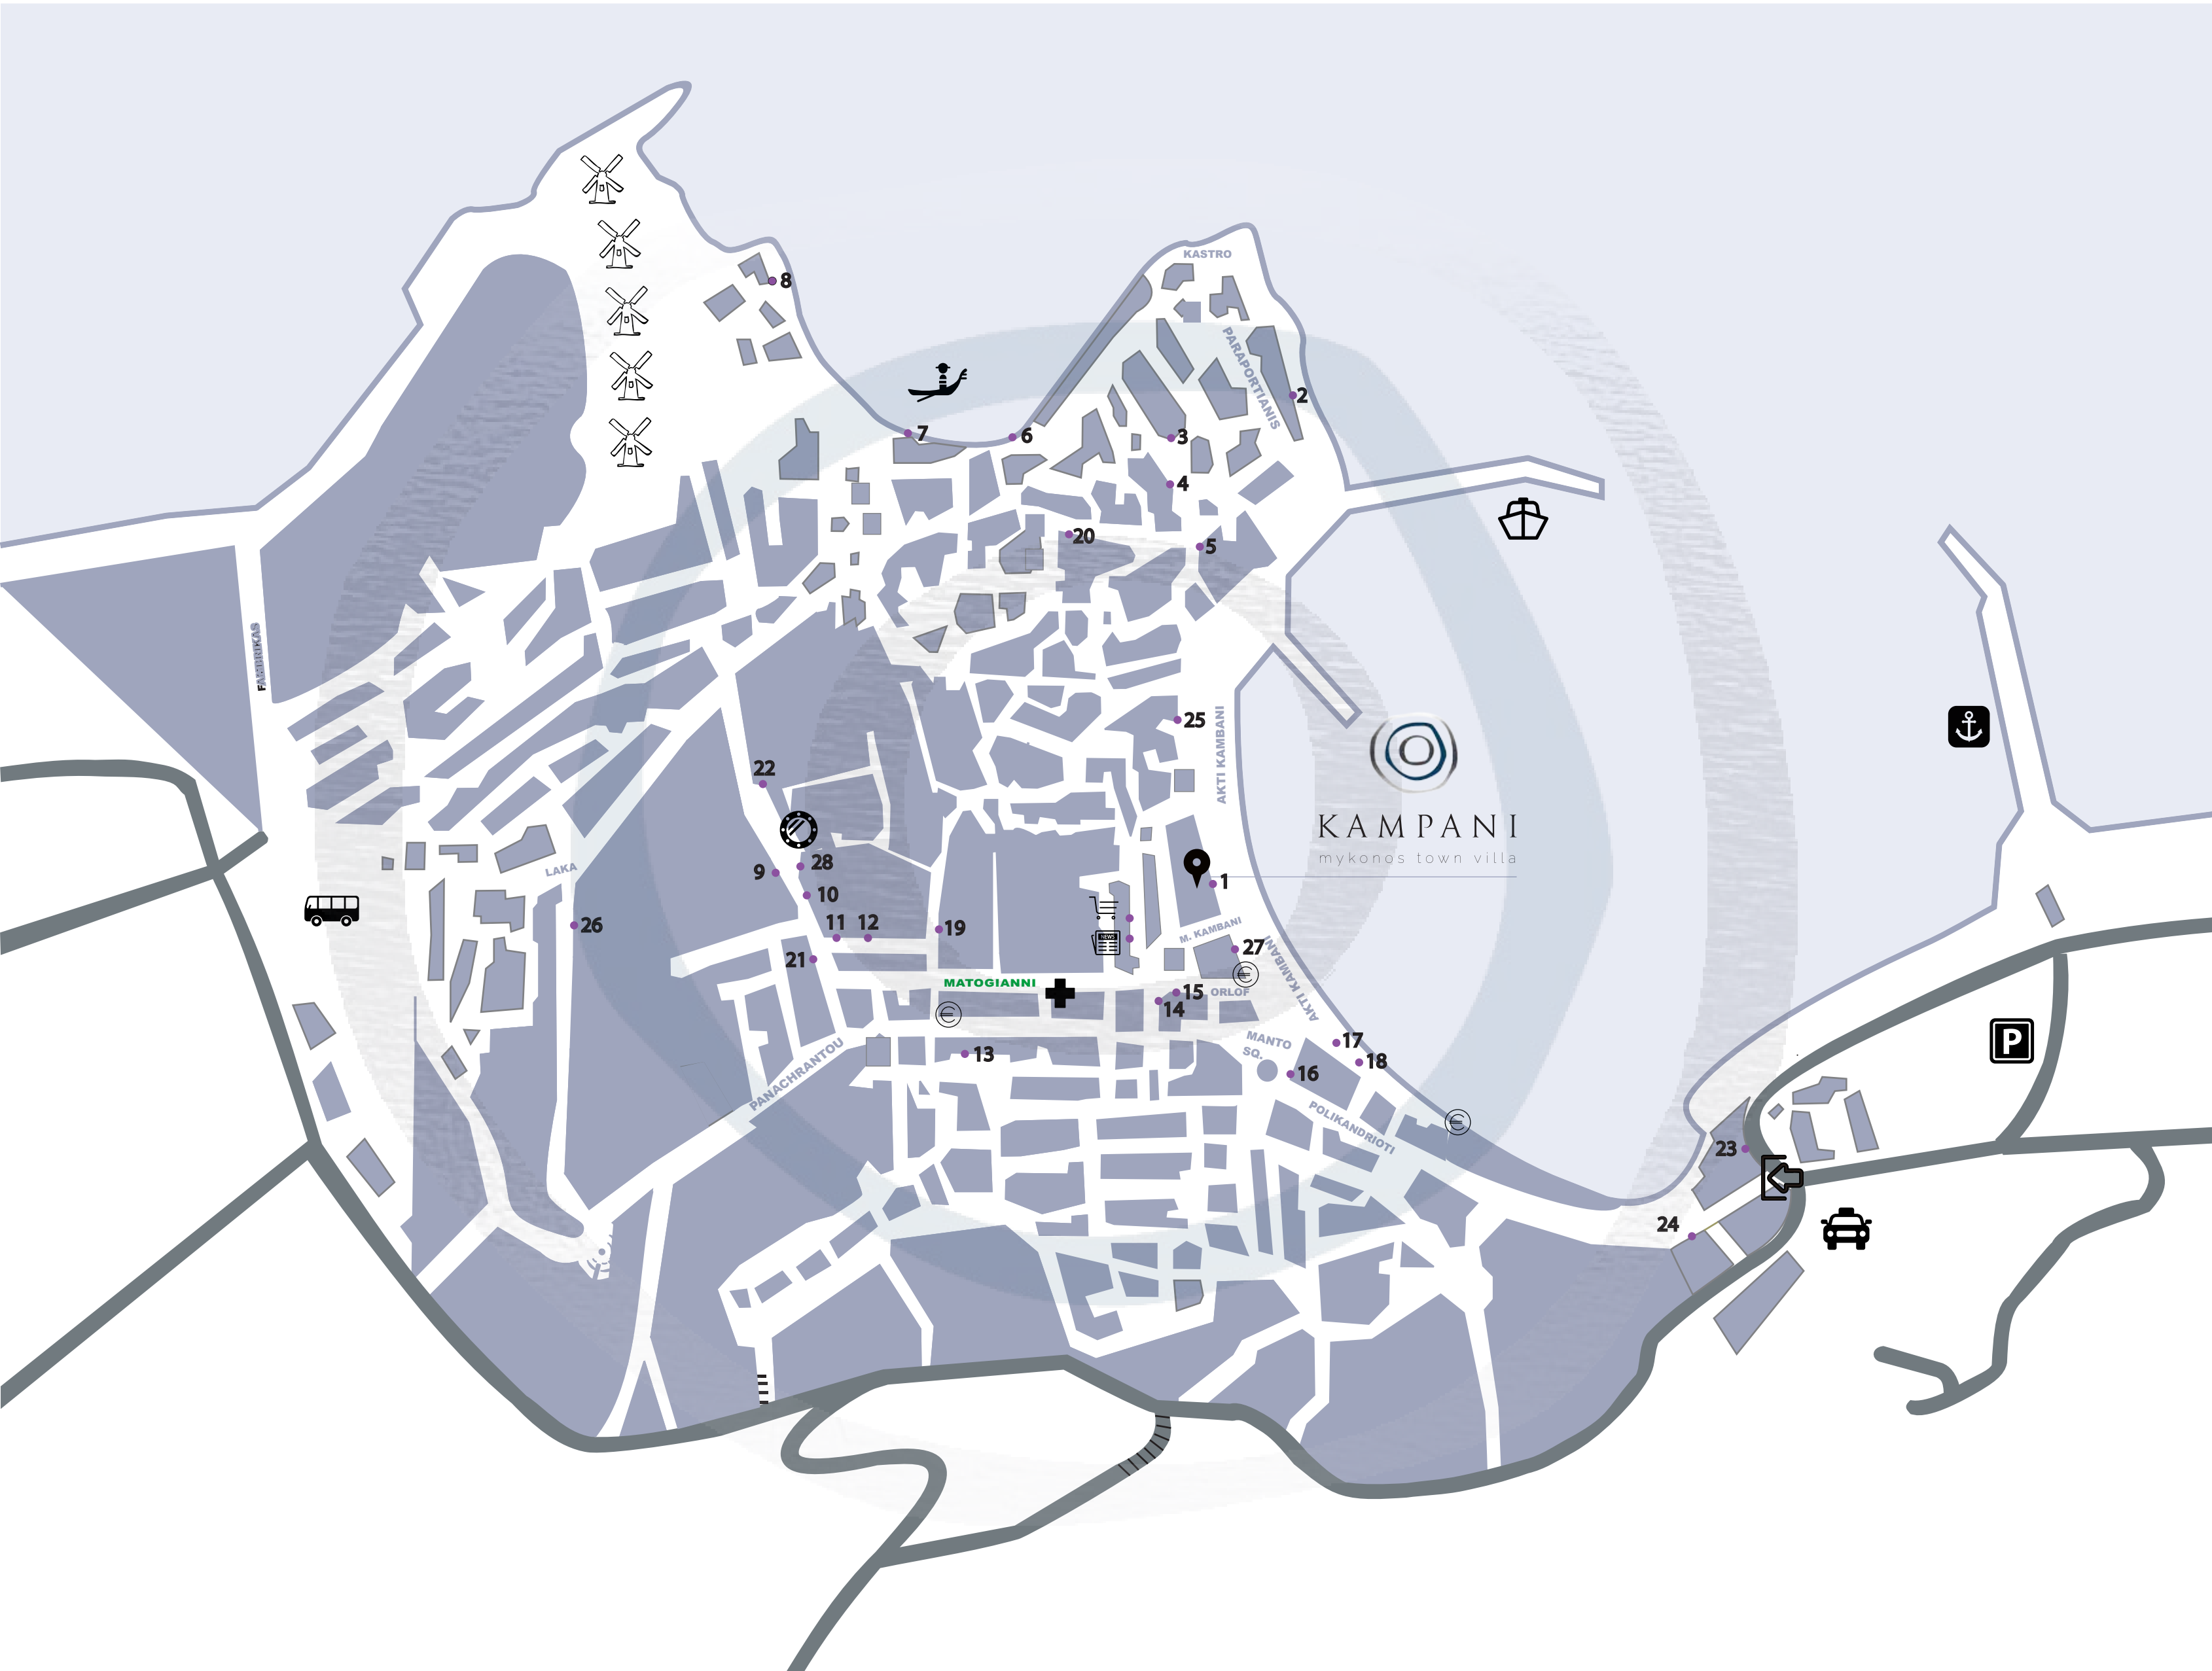 KASTRO
8
PARAPORTIANIS
2
7
6
3
4
20
5
FABRIKAS
25
AKTI KAMBANI
22
KAMPANI
mykonos town villa
28
LAKA
9
1
10
11
12
19
26
M. KAMBANI
27
NEWS
21
AKTI KAMBANI
€
MATOGIANNI
15
ORLOF
14
€
17
P
MANTO
SQ.
13
18
16
PANACHRANTOU
POLIKANDRIOTI
€
23
24